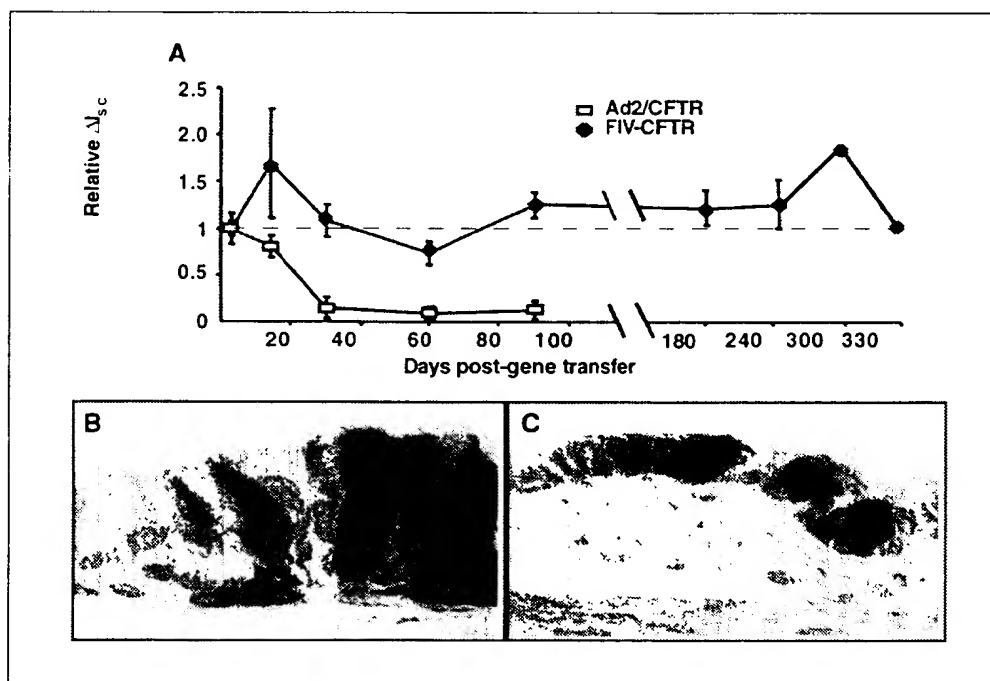 A
Relative ΔIsc
2.5
2.0
1.5
1
0.5
0
Ad2/CFTR
FIV-CFTR
20 40 60 80 100 180 240 300 330
Days post-gene transfer
B
C